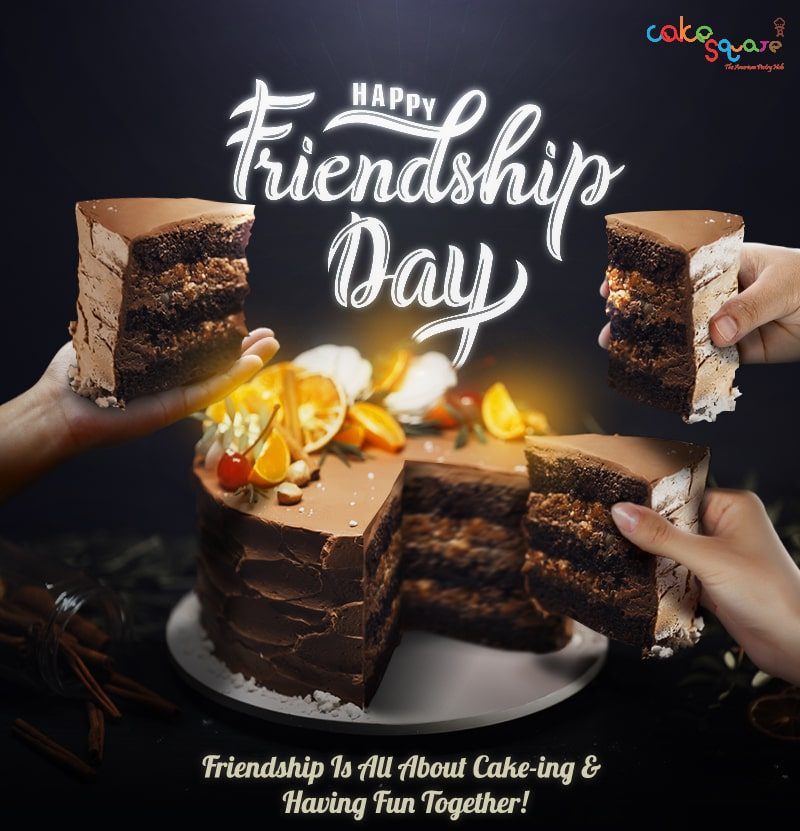 cake
square
The American Pastry Hub
HAPPY
Friendship
Day
Friendship Is All About Cake-ing &
Having Fun Together!